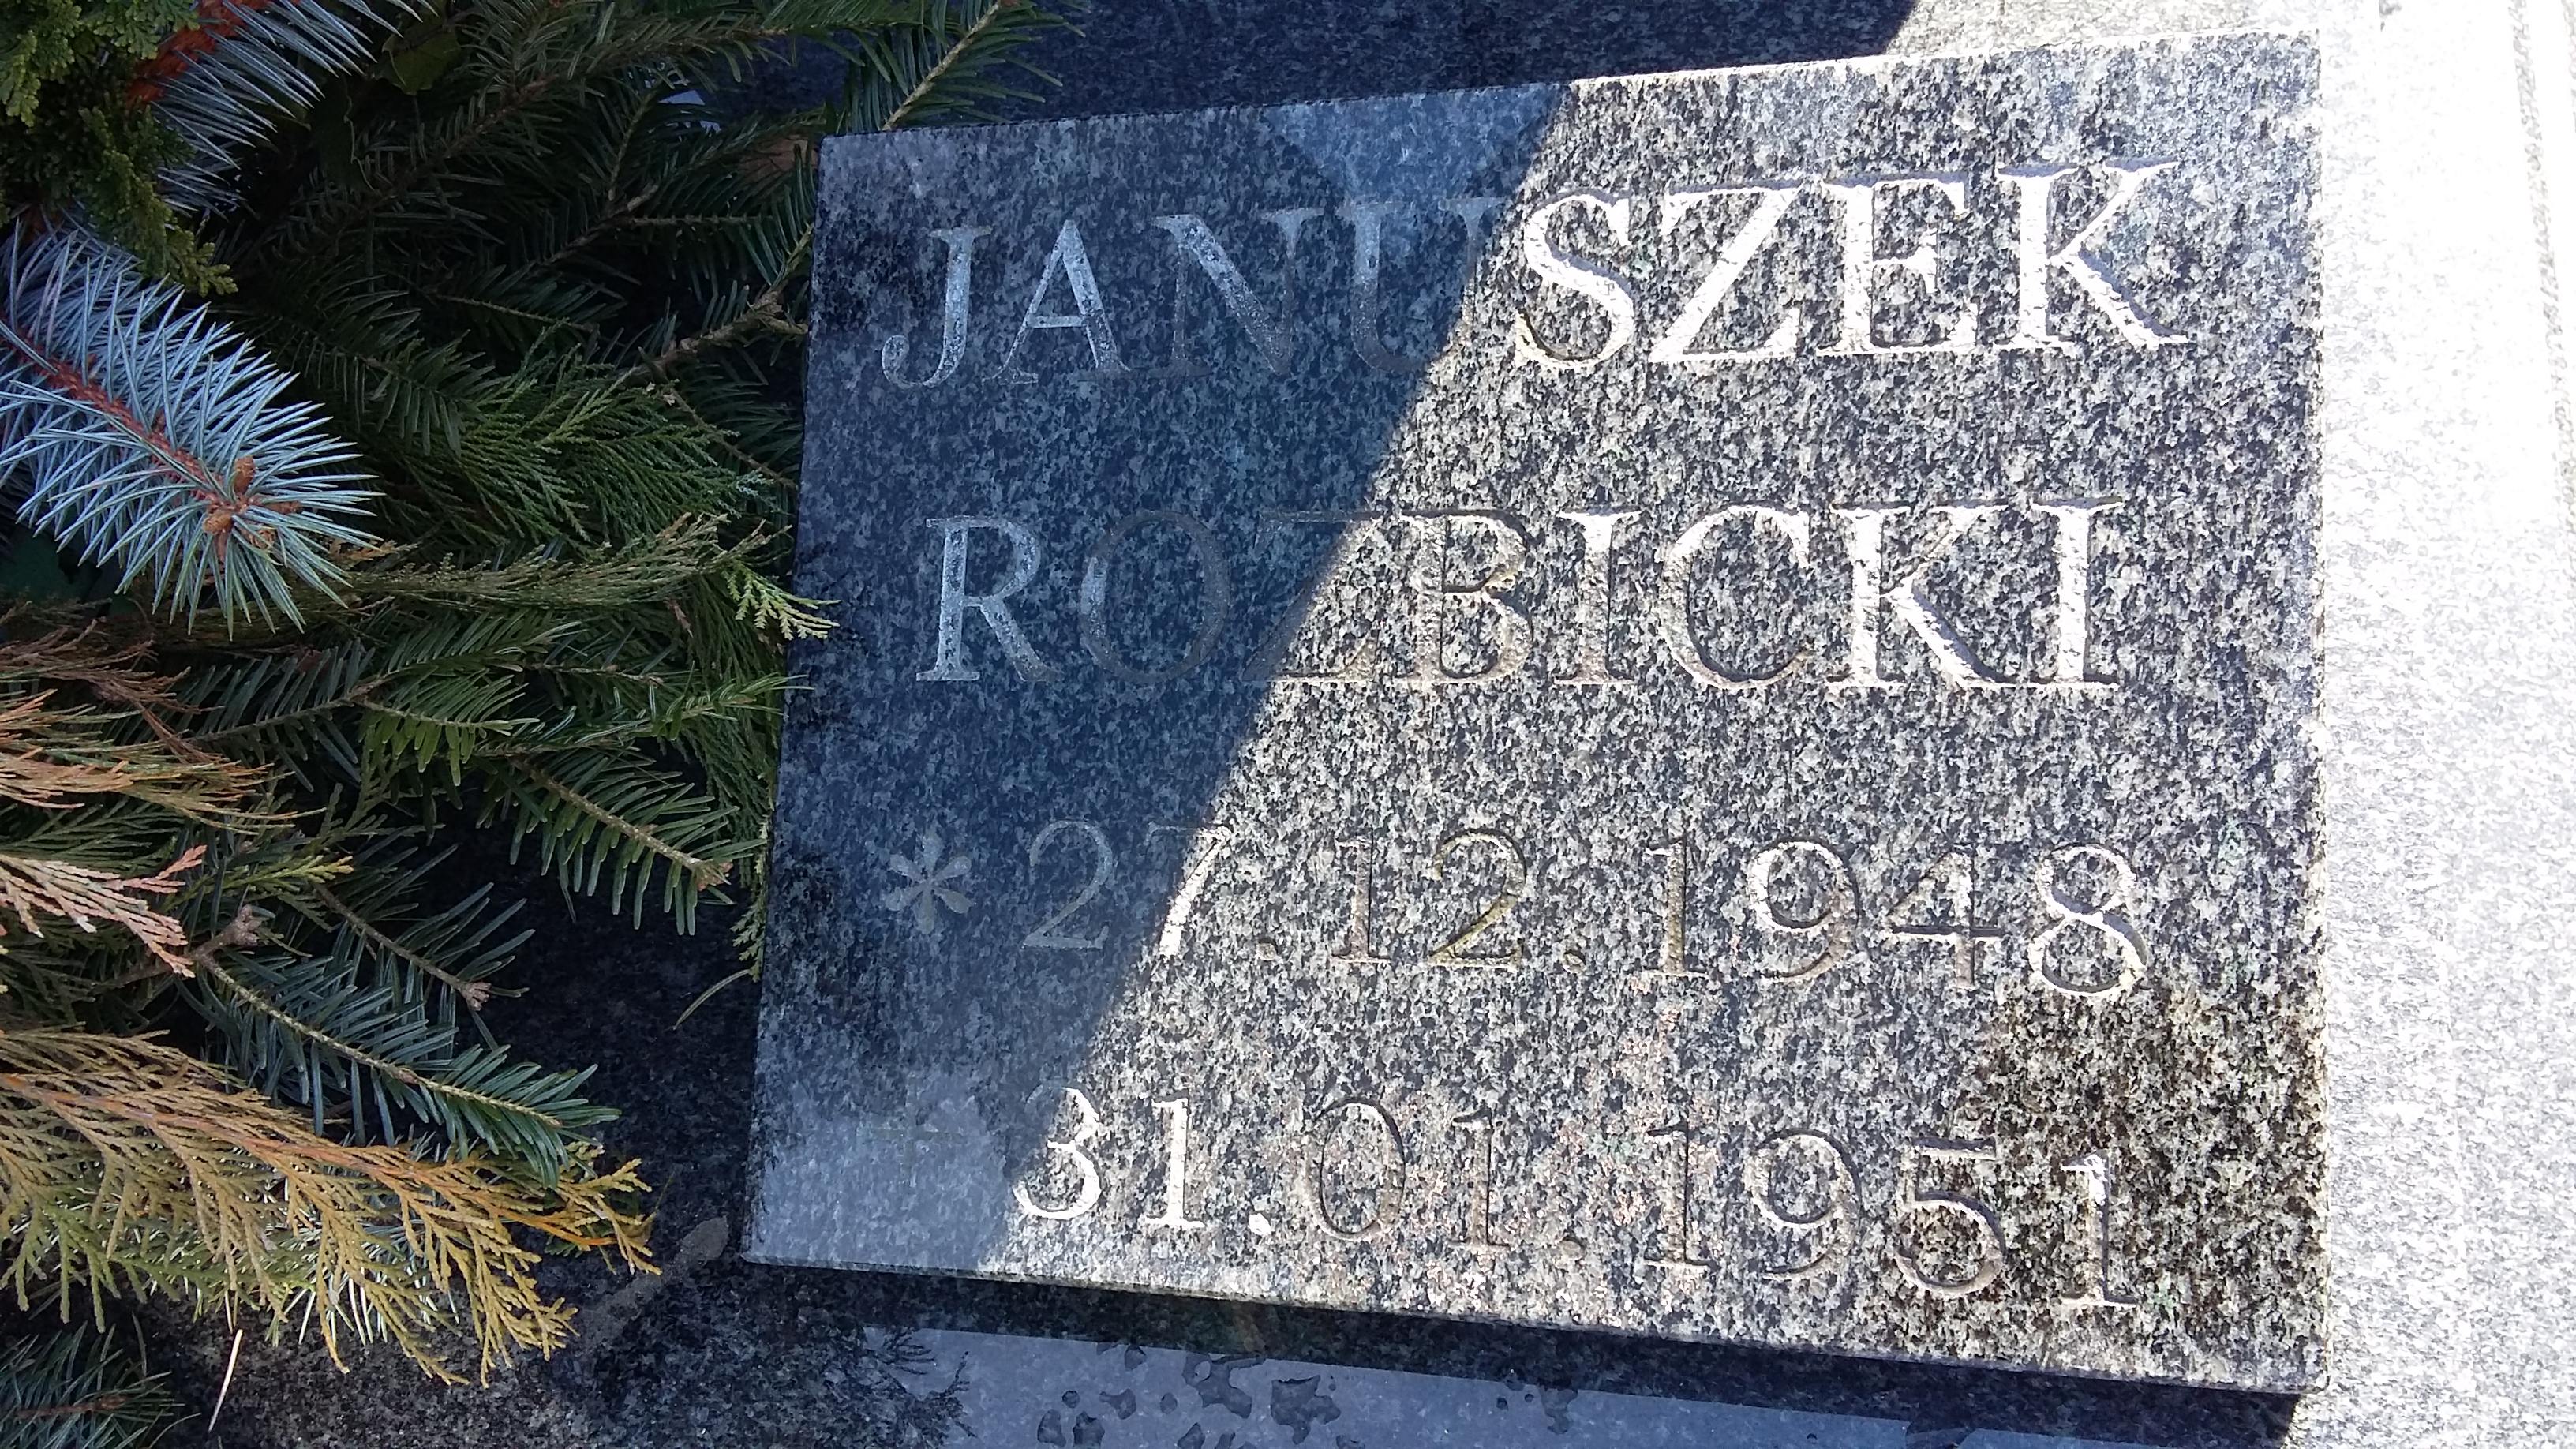 JANUSZEK
ROZBICKI
* 27.12.1948
† 31.01.1951